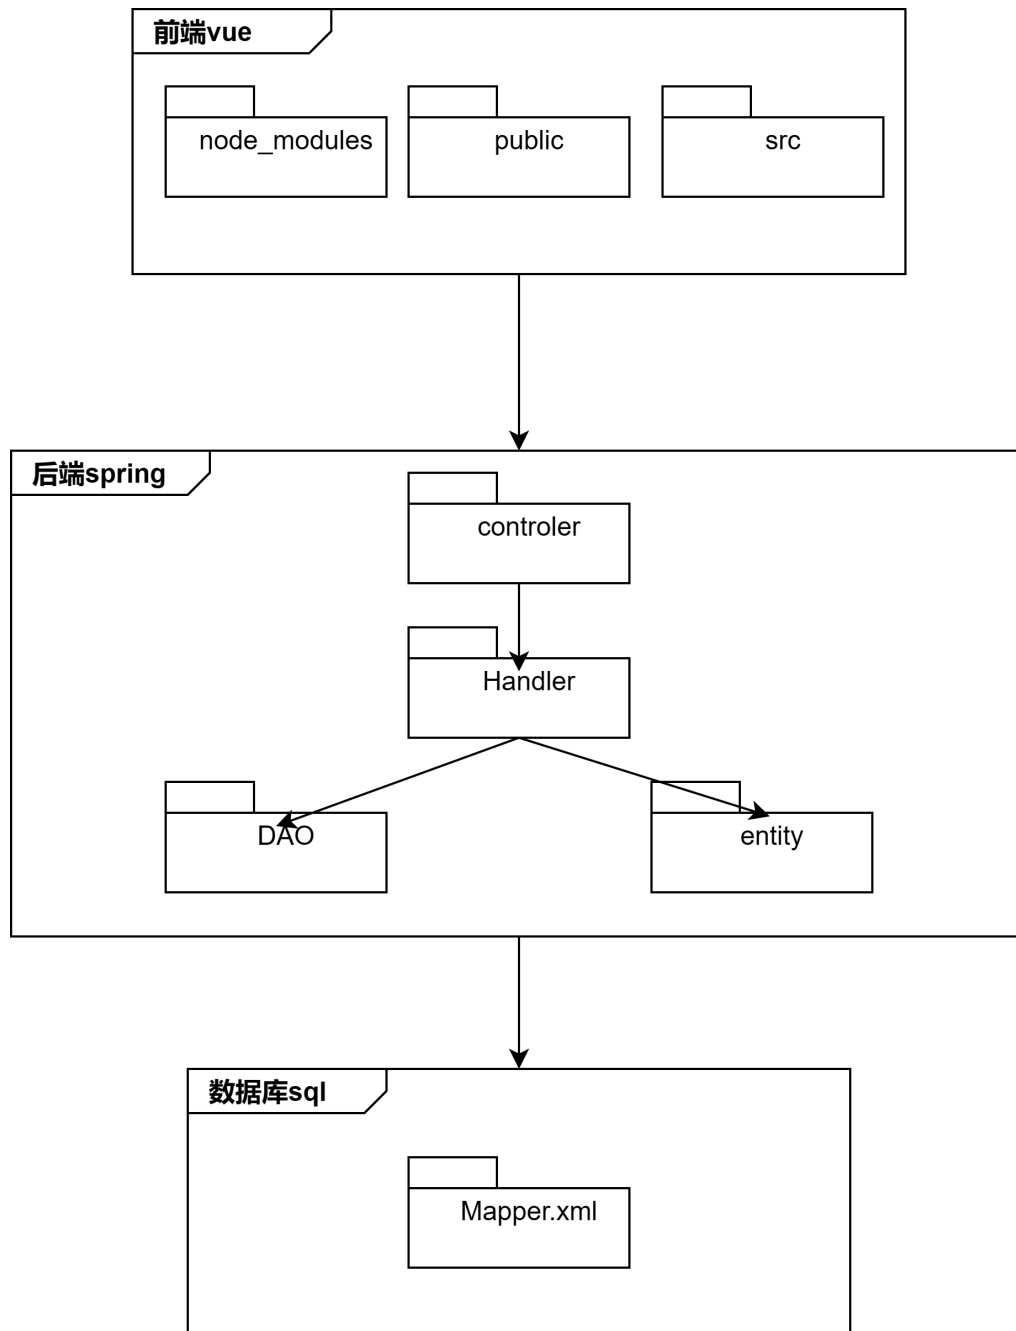 前端vue
node_modules
public
src
后端spring
controler
Handler
DAO
entity
数据库sql
Mapper.xml